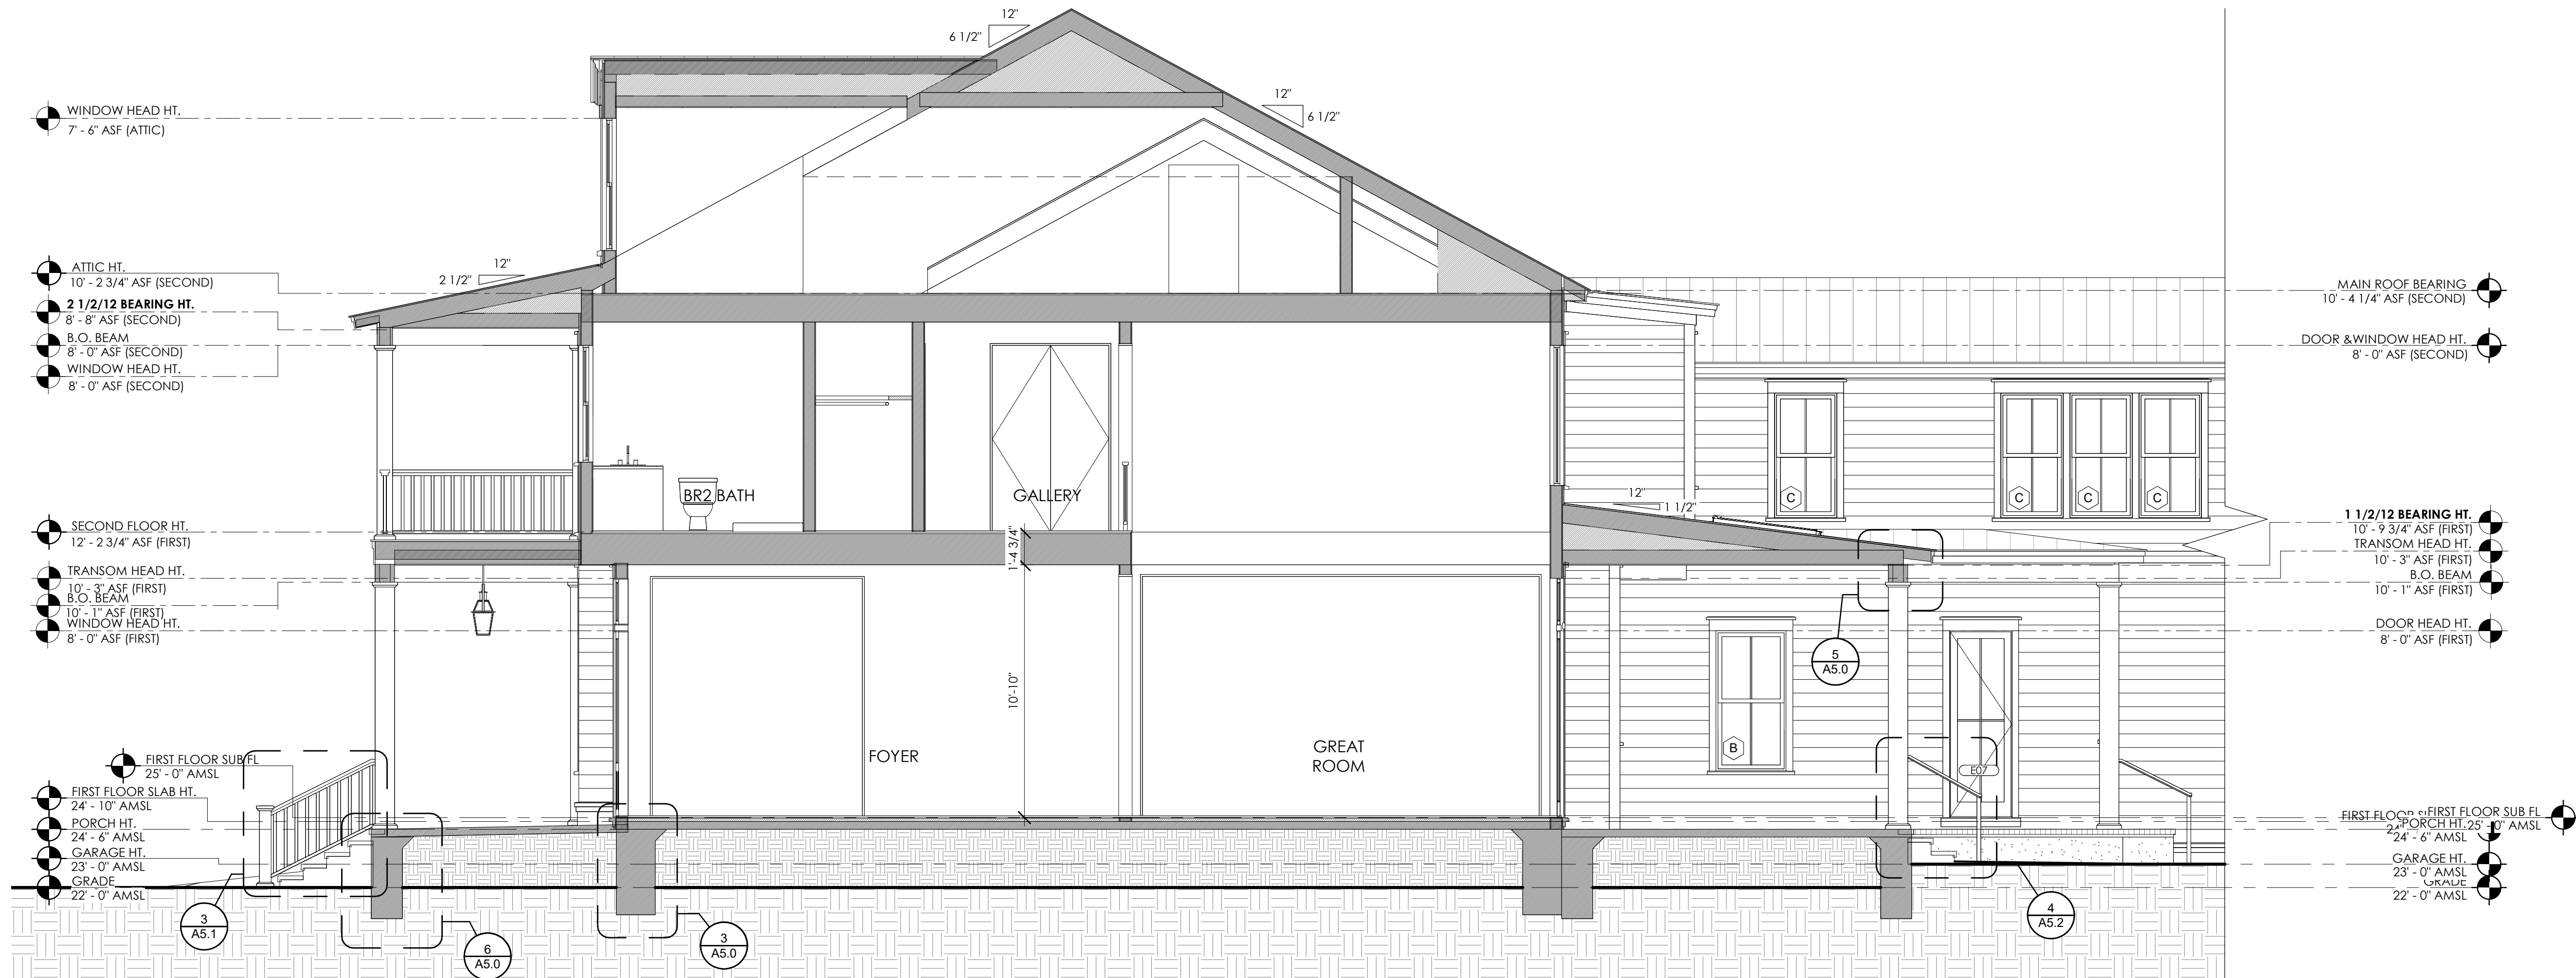 12"
6 1/2"
WINDOW HEAD HT.
7' - 6" ASF (ATTIC)
12"
6 1/2"
ATTIC HT.
10' - 2 3/4" ASF (SECOND)
12"
2 1/2"
2 1/2/12 BEARING HT.
8' - 8" ASF (SECOND)
B.O. BEAM
8' - 0" ASF (SECOND)
WINDOW HEAD HT.
8' - 0" ASF (SECOND)
MAIN ROOF BEARING
10' - 4 1/4" ASF (SECOND)
DOOR &WINDOW HEAD HT.
8' - 0" ASF (SECOND)
BR2 BATH
GALLERY
12"
1 1/2"
C
C
C
C
SECOND FLOOR HT.
12' - 2 3/4" ASF (FIRST)
1'-4 3/4"
1 1/2/12 BEARING HT.
10' - 9 3/4" ASF (FIRST)
TRANSOM HEAD HT.
10' - 3" ASF (FIRST)
B.O. BEAM
10' - 1" ASF (FIRST)
TRANSOM HEAD HT.
10' - 3" ASF (FIRST)
B.O. BEAM
10' - 1" ASF (FIRST)
WINDOW HEAD HT.
8' - 0" ASF (FIRST)
DOOR HEAD HT.
8' - 0" ASF (FIRST)
5
A5.0
10'-10"
FOYER
GREAT
ROOM
B
E07
FIRST FLOOR SUB FL
25' - 0" AMSL
FIRST FLOOR SLAB HT.
24' - 10" AMSL
PORCH HT.
24' - 6" AMSL
GARAGE HT.
23' - 0" AMSL
GRADE
22' - 0" AMSL
FIRST FLOOR
FIRST FLOOR SUB FL
25' - 0" AMSL
PORCH HT.
24' - 6" AMSL
GARAGE HT.
23' - 0" AMSL
GRADE
22' - 0" AMSL
3
A5.1
6
A5.0
3
A5.0
4
A5.2